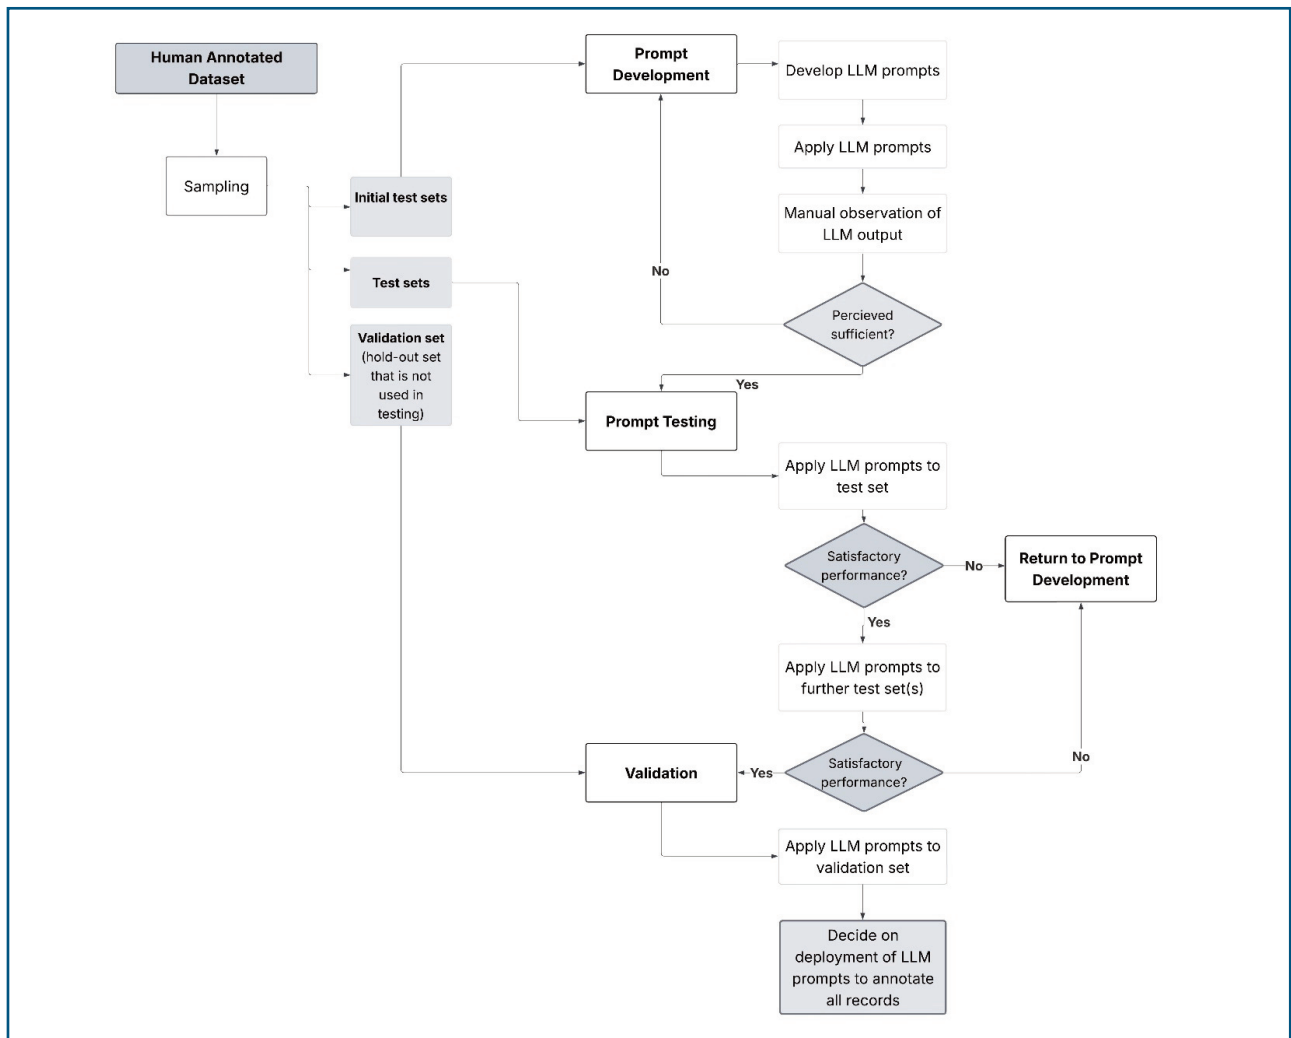 Human Annotated
Dataset
Sampling
Initial test sets
Test sets
Validation set
(hold-out set
that is not
used in
testing)
Prompt
Development
Develop LLM prompts
Apply LLM prompts
Manual observation of
LLM output
Percieved
sufficient?
No
Yes
Prompt Testing
Apply LLM prompts to
test set
Satisfactory
performance?
No
Return to Prompt
Development
Yes
Apply LLM prompts to
further test set(s)
Satisfactory
performance?
No
Yes
Validation
Apply LLM prompts to
validation set
Decide on
deployment of LLM
prompts to annotate
all records